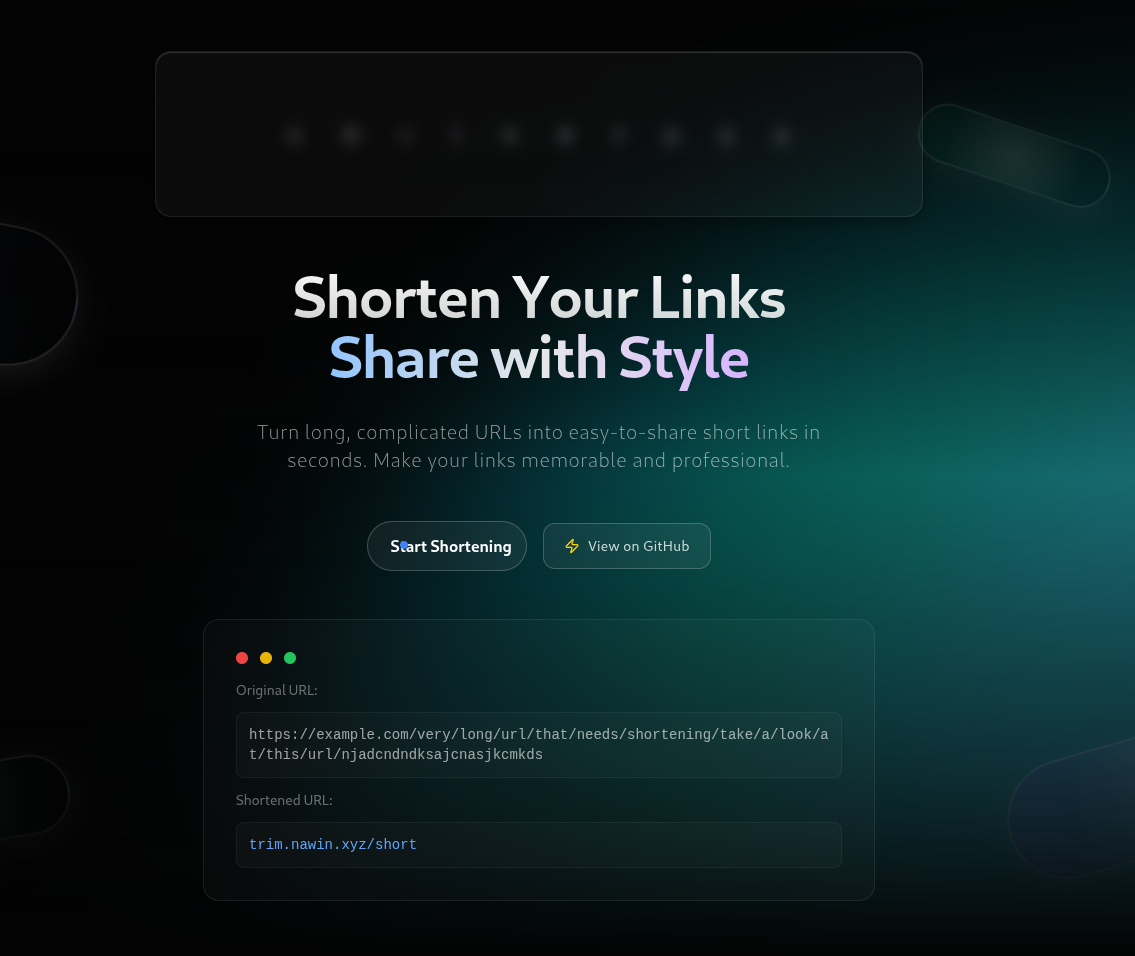 Shorten Your Links
Share with Style
Turn long, complicated URLs into easy-to-share short links in
seconds. Make your links memorable and professional.
Start Shortening
View on GitHub
Original URL:
https://example.com/very/long/url/that/needs/shortening/take/a/look/a
t/this/url/njadcndndksajcnasjkcmkds
Shortened URL:
trim.nawin.xyz/short